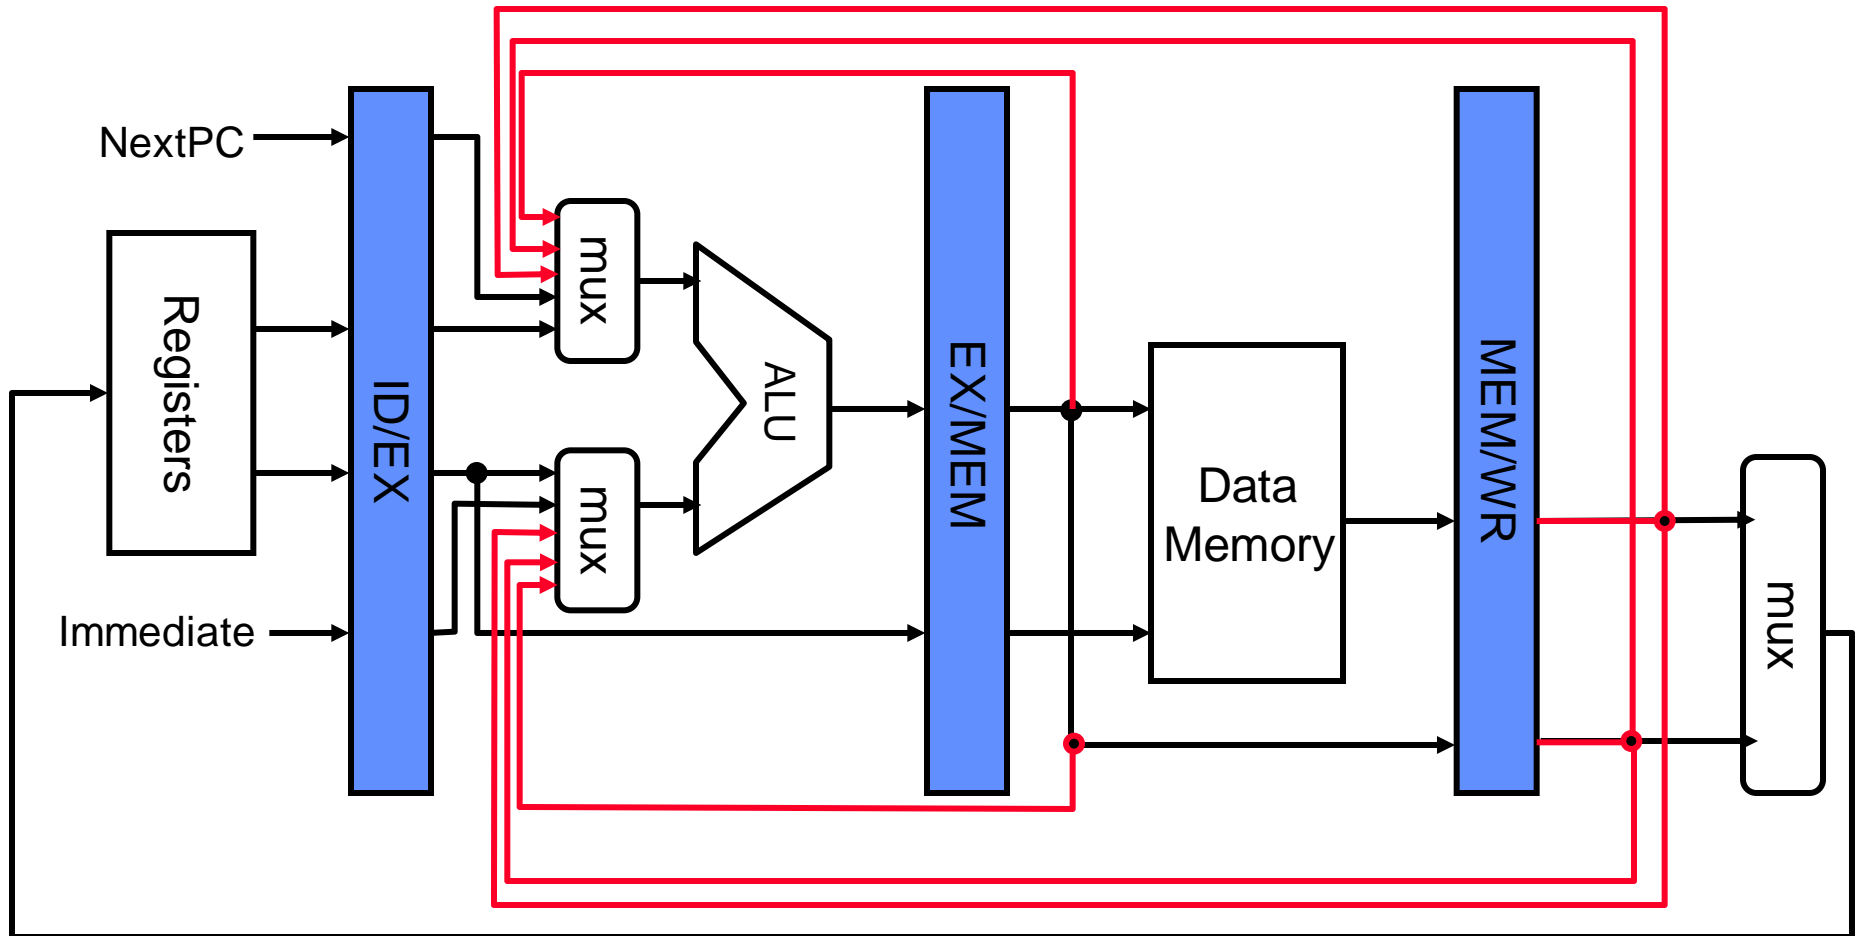 NextPC
Registers
Immediate
ID/EX
mux
mux
ALU
EX/MEM
Data
Memory
MEM/WR
mux